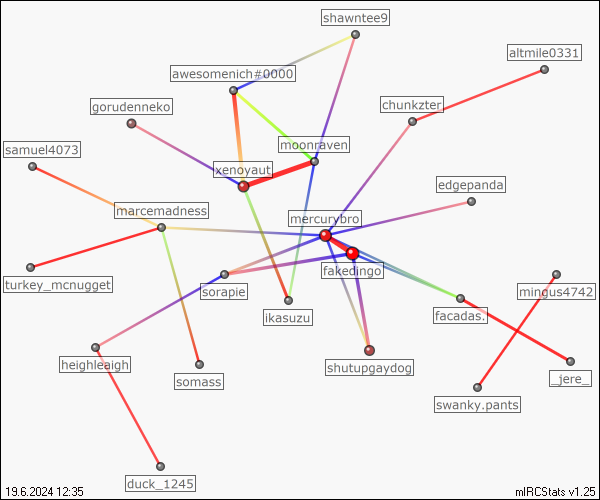 shawntee9
altmile0331
awesomenich#0000
gorudenneko
chunkzter
samuel4073
moonraven
xenoyaut
edgepanda
marcemadness
mercurybro
fakedingo
turkey_mcnugget
sorapie
mingus4742
ikasuzu
facadas.
heighleaigh
shutupgaydog
somass
_jere_
swanky.pants
duck_1245
19.6.2024 12:35
mIRCStats v1.25